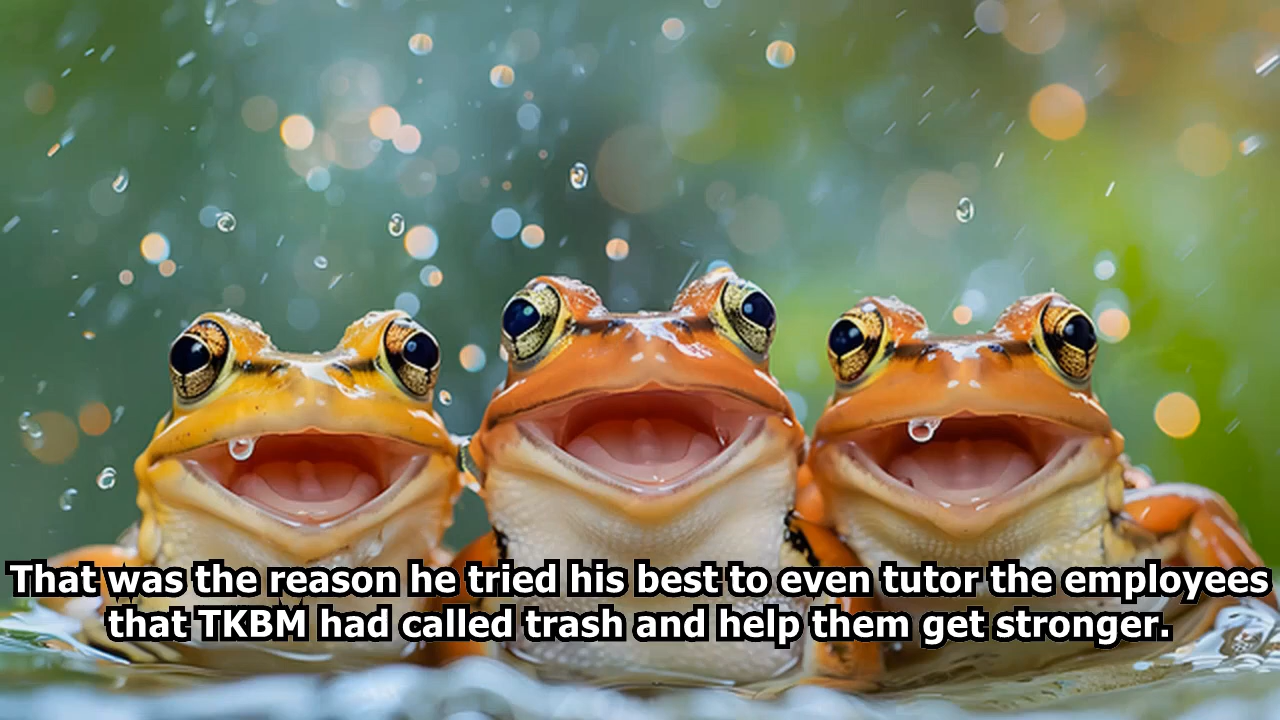 That was the reason he tried his best to even tutor the employees
that TKBM had called trash and help them get stronger.